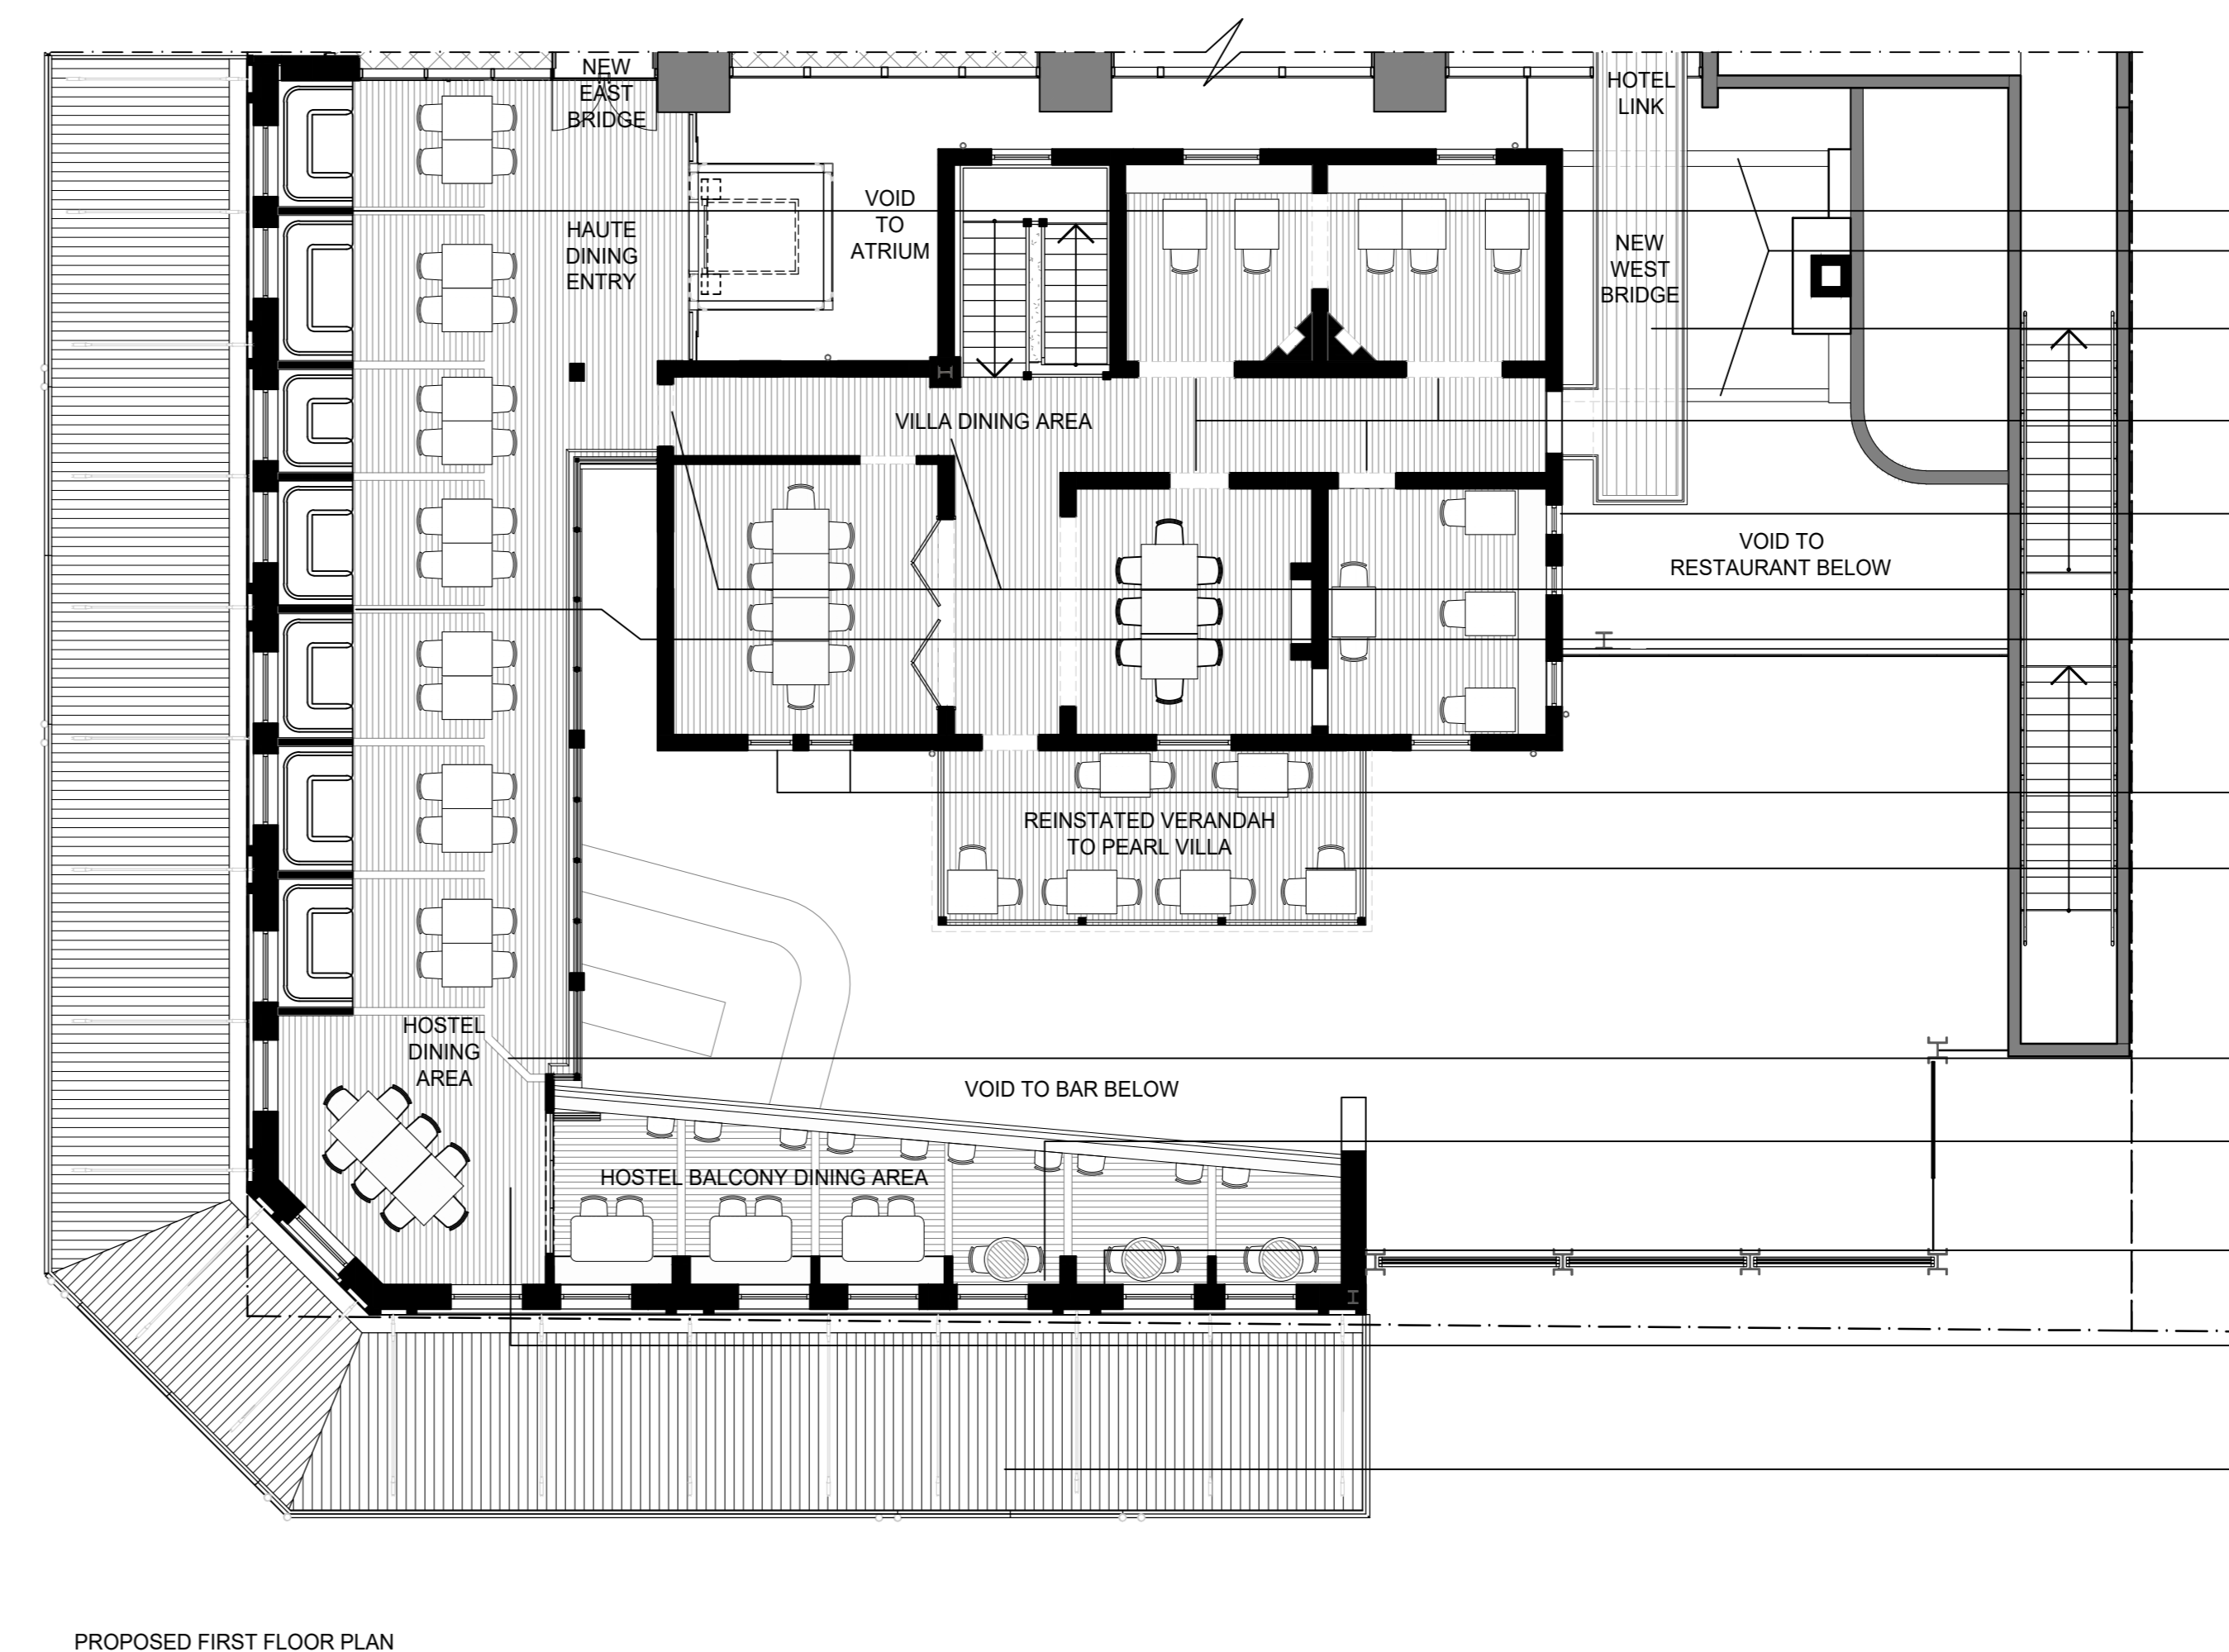 NEW
EAST
BRIDGE
HOTEL
LINK
VOID
TO
ATRIUM
HAUTE
DINING
ENTRY
NEW
WEST
BRIDGE
VILLA DINING AREA
VOID TO
RESTAURANT BELOW
REINSTATED VERANDAH
TO PEARL VILLA
HOSTEL
DINING
AREA
VOID TO BAR BELOW
HOSTEL BALCONY DINING AREA
PROPOSED FIRST FLOOR PLAN